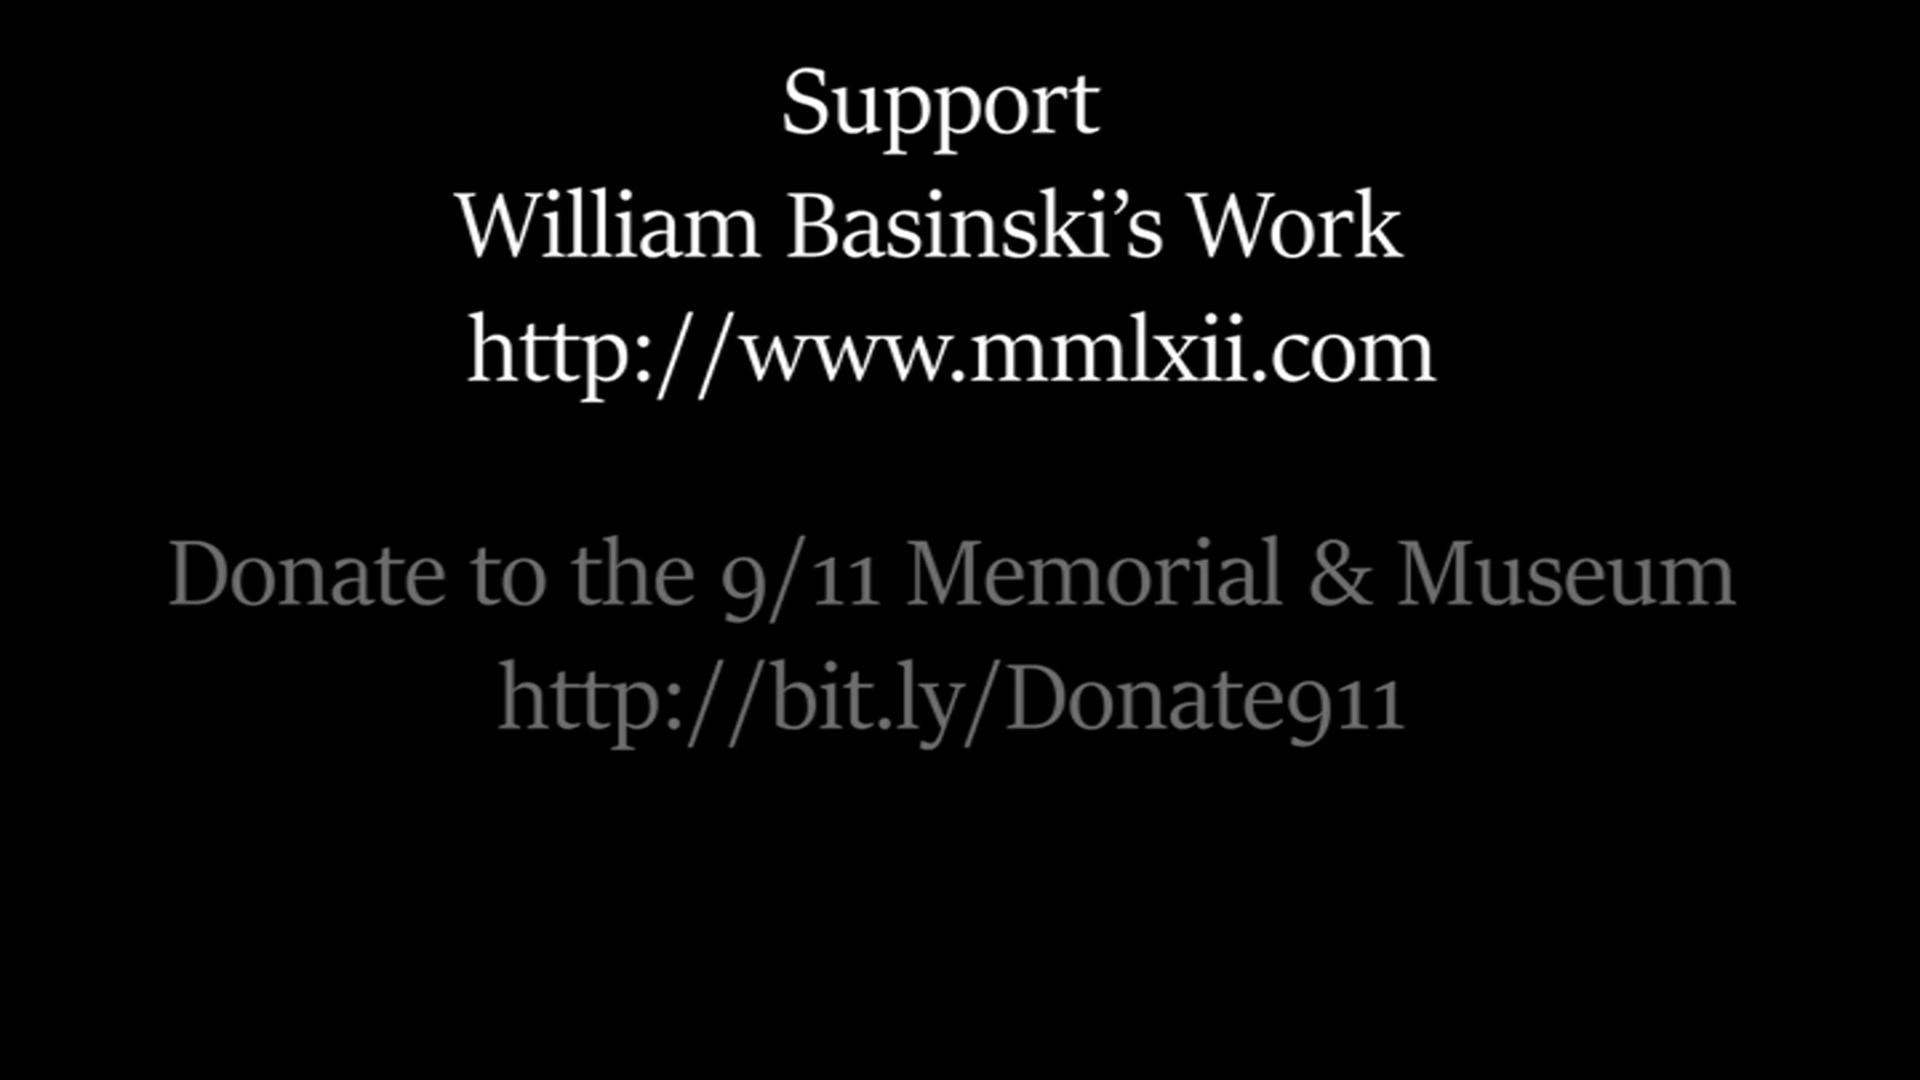 Support
William Basinski’s Work
http://www.mmlxii.com
Donate to the 9/11 Memorial & Museum
http://bit.ly/Donate911